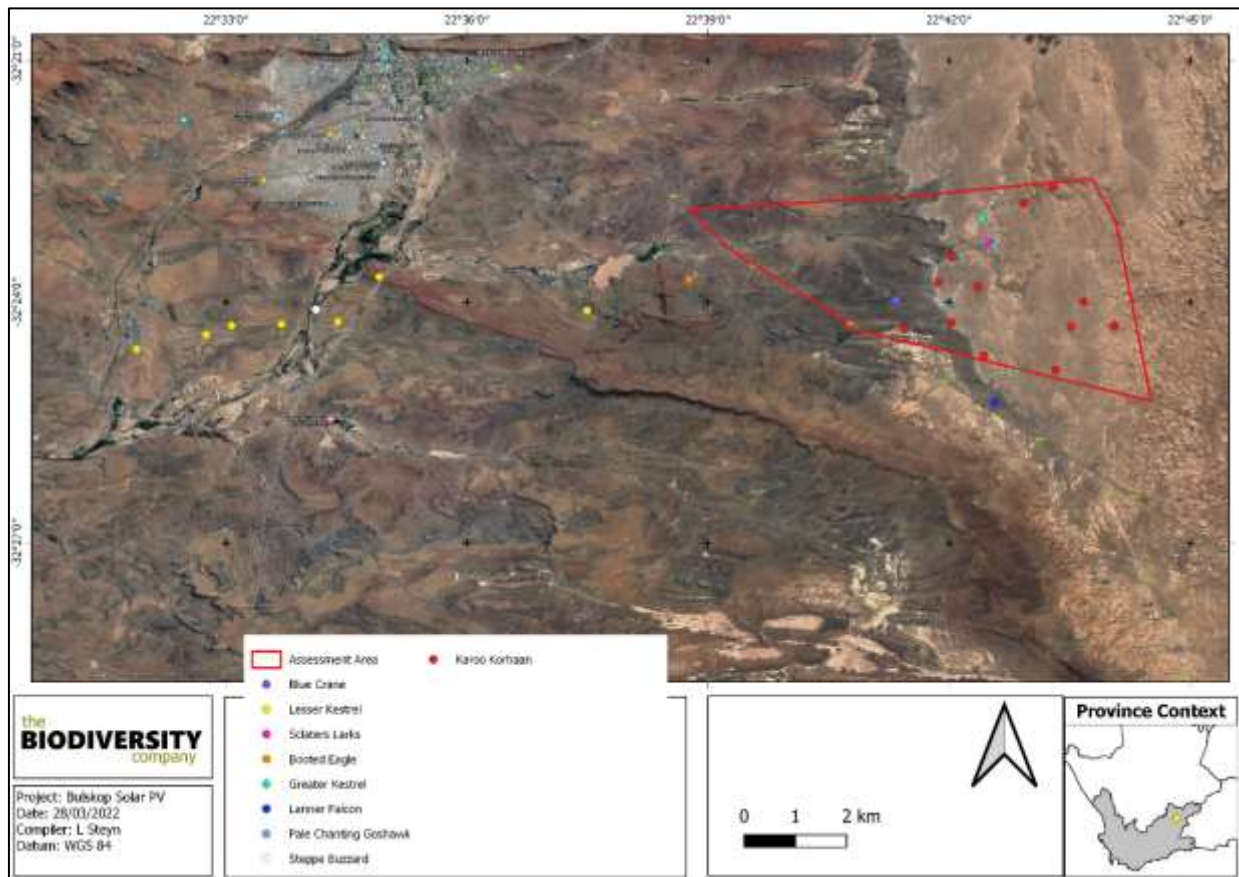 22°33'0" 22°36'0" 22°39'0" 22°42'0" 22°45'0"
-32°21'0"
-32°24'0"
-32°27'0"
Assessment Area
Blue Crane
Lesser Kestrel
Sclaters Larks
Booted Eagle
Greater Kestrel
Lanner Falcon
Pale Chanting Goshawk
Steppe Buzzard
Karoo Korhaan
the
BIODIVERSITY
company
Project: Bulskop Solar PV
Date: 28/03/2022
Compiler: L Steyn
Datum: WGS 84
0 1 2 km
Province Context